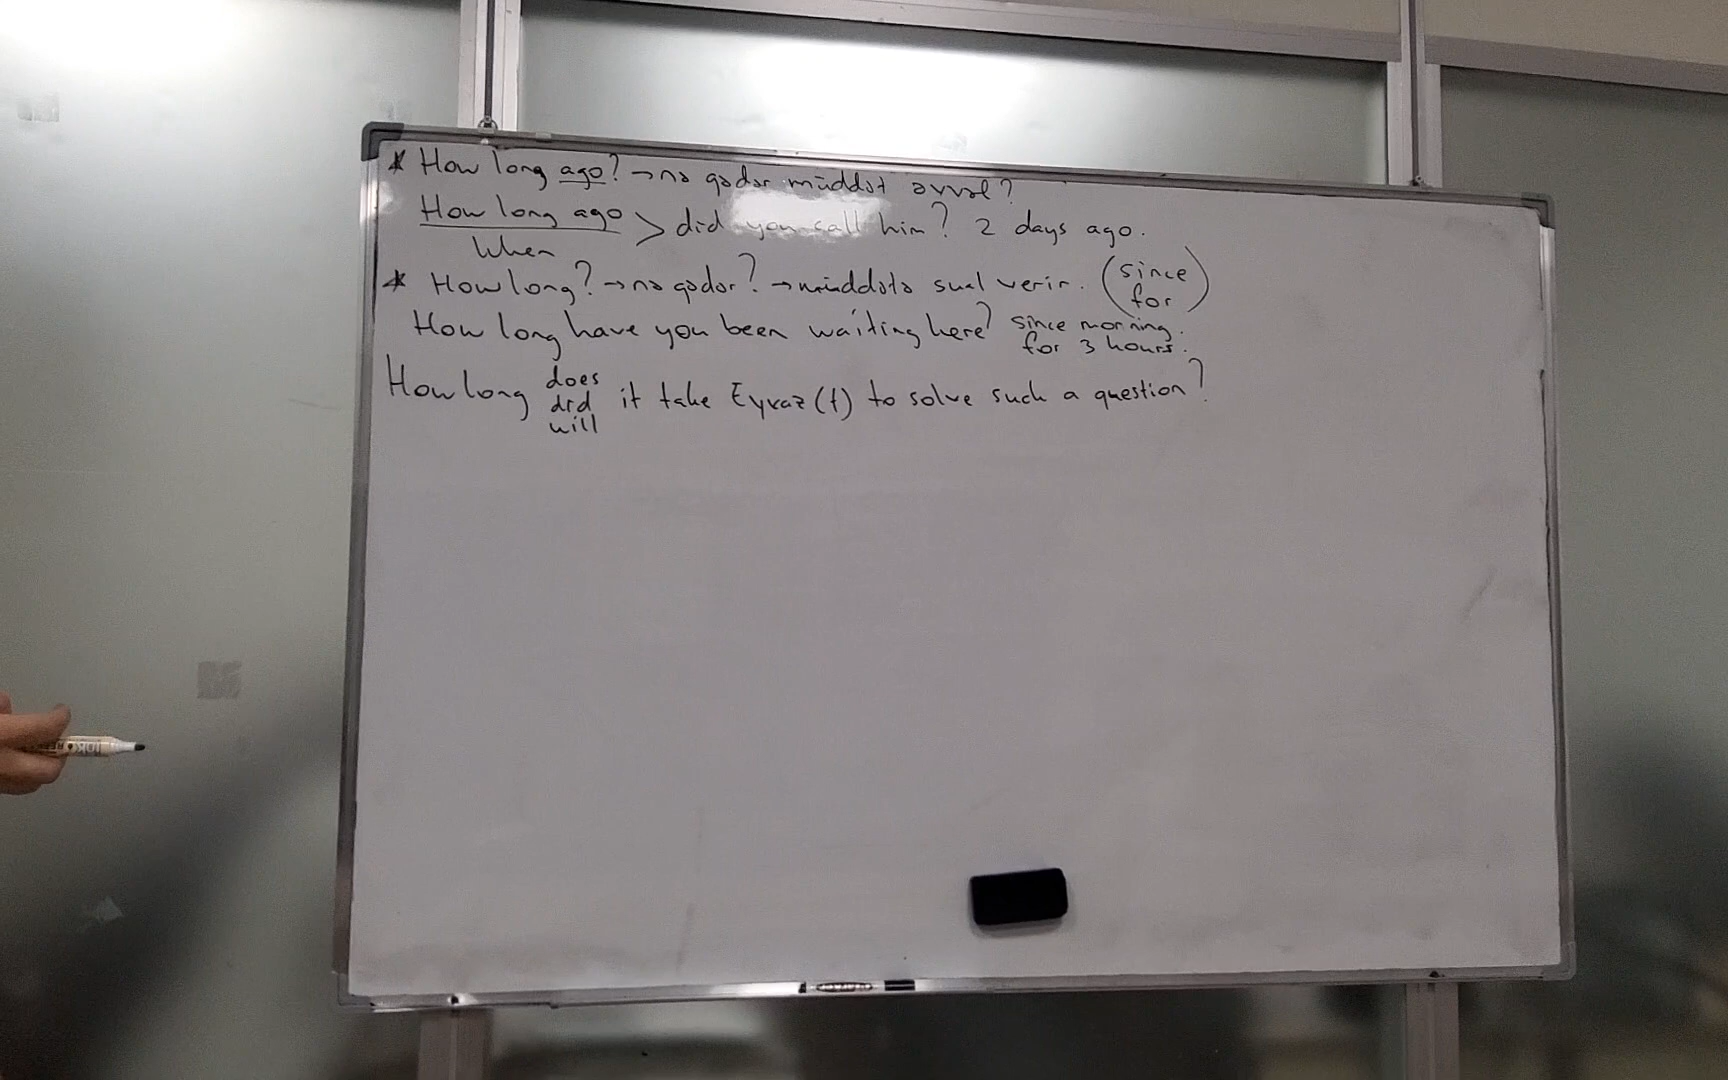 * How long ago? → nə qədər müddət əvvəl?
How long ago
When
> did you call him? 2 days ago.
* How long? → nə qədər? → müddətə sual verir. (since
for)
How long have you been waiting here? since morning.
for 3 hours.
How long does
did
will
it take Eyvaz (f) to solve such a question?